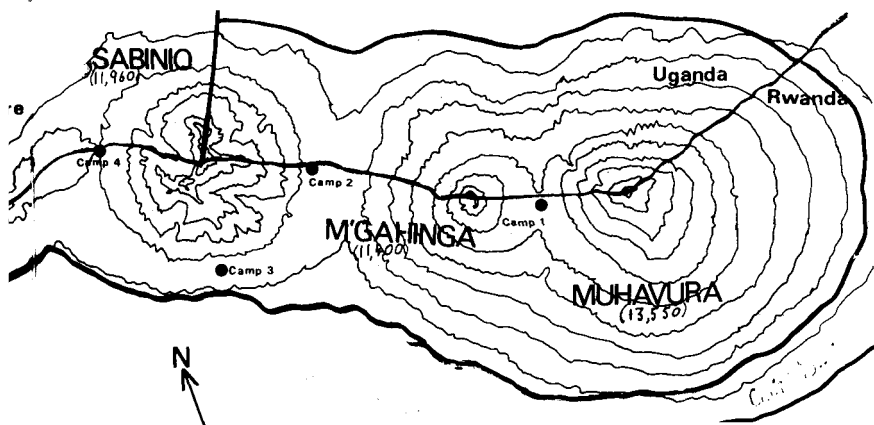 SABINIO
(11,960)
Uganda
Rwanda
re
Camp 4
Camp 2
Camp 1
M'GAHINGA
(11,400)
Camp 3
MUHAVURA
(13,550)
N